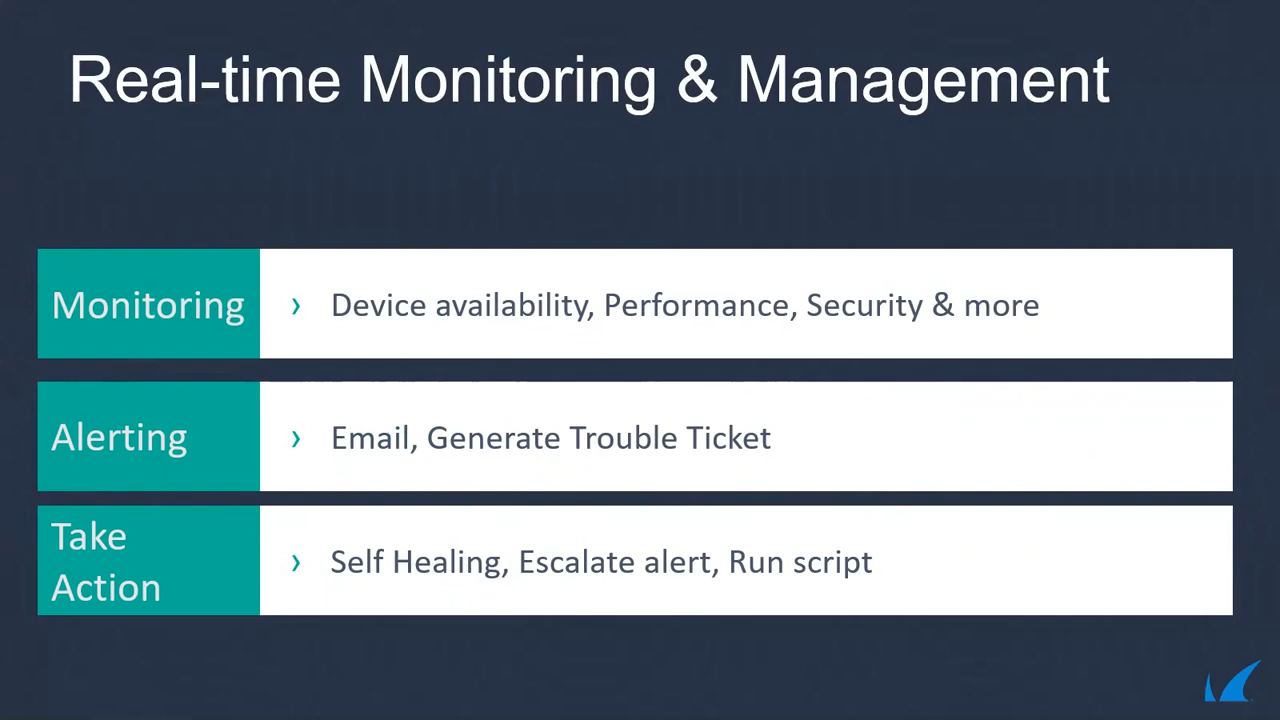 Real-time Monitoring & Management
Monitoring
› Device availability, Performance, Security & more
Alerting
› Email, Generate Trouble Ticket
Take
Action
› Self Healing, Escalate alert, Run script